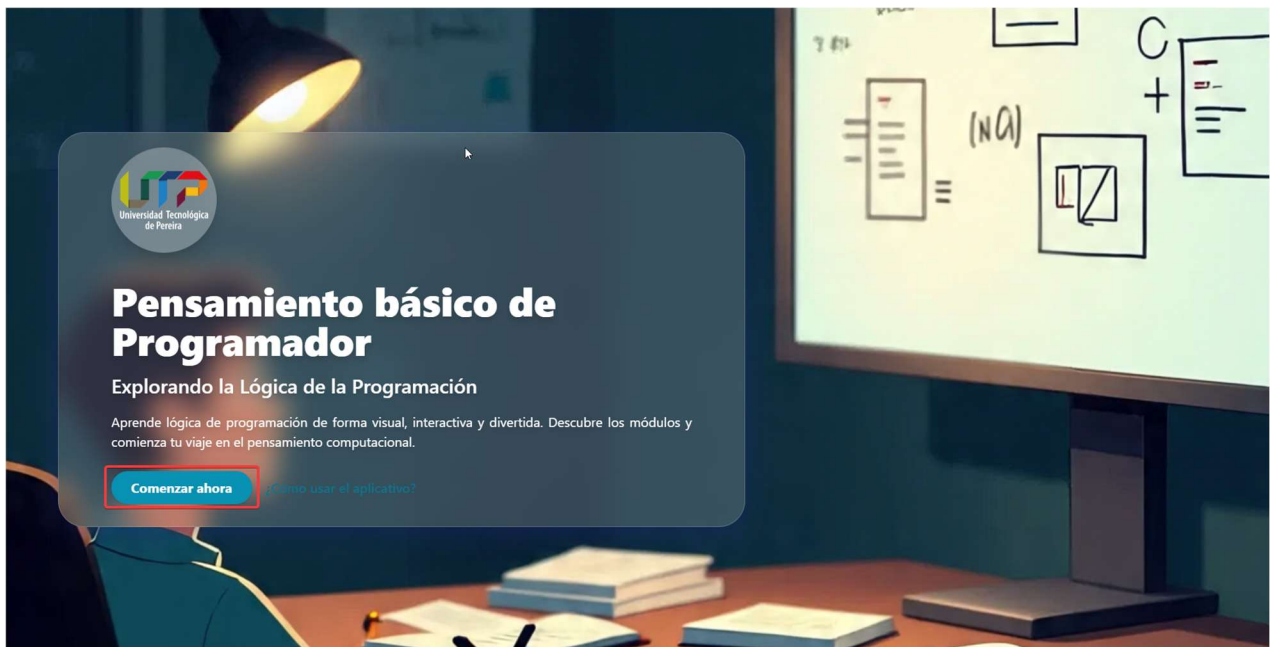 Universidad Tecnológica
de Pereira
Pensamiento básico de
Programador
Explorando la Lógica de la Programación
Aprende lógica de programación de forma visual, interactiva y divertida. Descubre los módulos y
comienza tu viaje en el pensamiento computacional.
Comenzar ahora
¿Cómo usar el aplicativo?
C
+